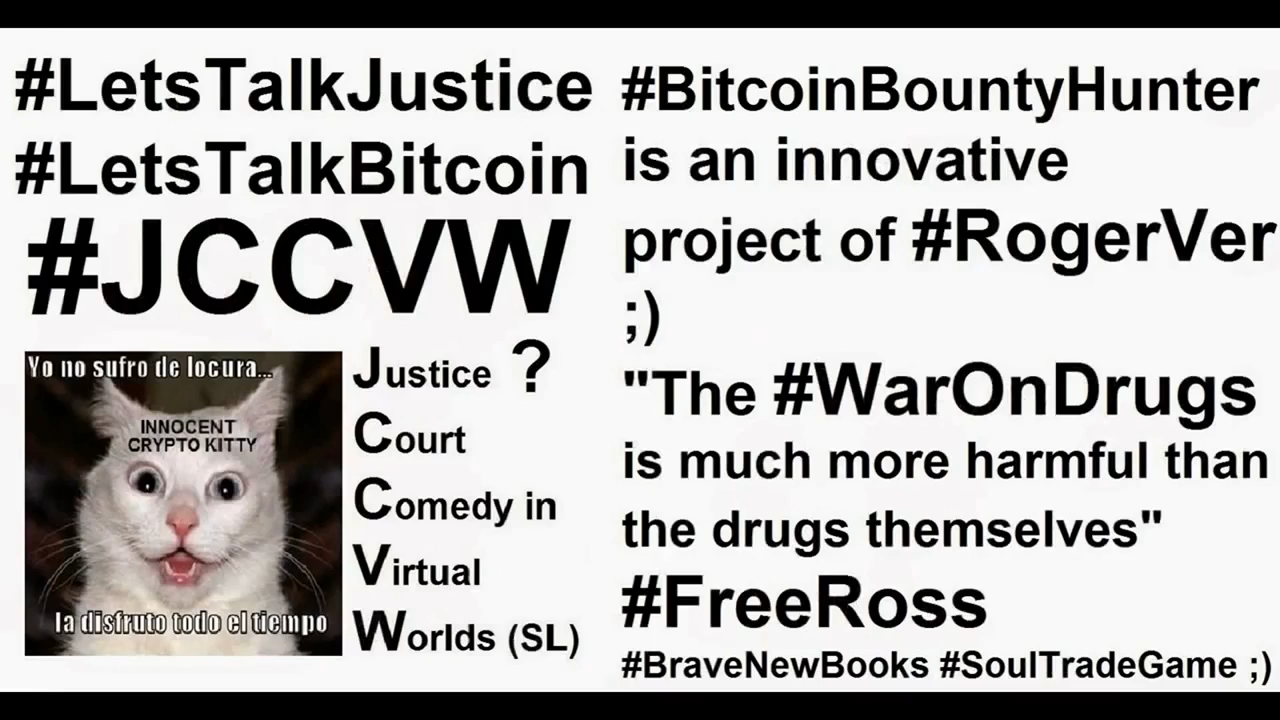 #LetsTalkJustice
#LetsTalkBitcoin
#JCCVW
Yo no sufro de locura...
INNOCENT
CRYPTO KITTY
la disfruto todo el tiempo
Justice ?
Court
Comedy in
Virtual
Worlds (SL)
#BitcoinBountyHunter
is an innovative
project of #RogerVer
;)
"The #WarOnDrugs
is much more harmful than
the drugs themselves"
#FreeRoss
#BraveNewBooks #SoulTradeGame ;)